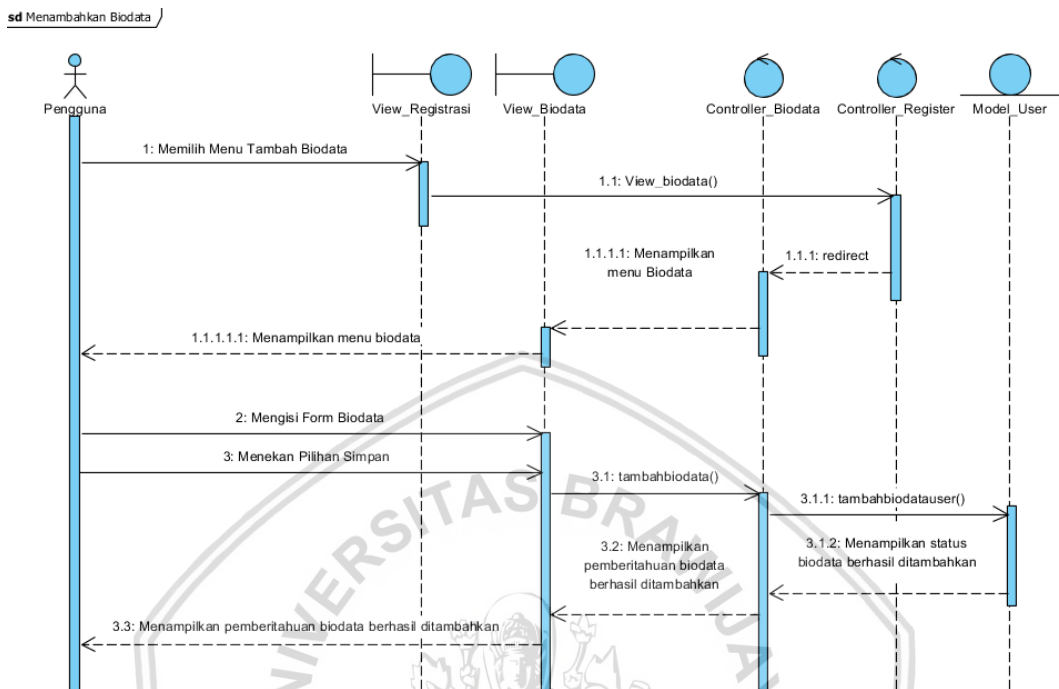 sd Menambahkan Biodata
Pengguna
View_Registrasi
View_Biodata
Controller_Biodata
Controller_Register
Model_User
1: Memilih Menu Tambah Biodata
1.1: View_biodata()
1.1.1: redirect
1.1.1.1: Menampilkan
menu Biodata
1.1.1.1.1: Menampilkan menu biodata
2: Mengisi Form Biodata
3: Menekan Pilihan Simpan
3.1: tambahbiodata()
3.1.1: tambahbiodatauser()
3.1.2: Menampilkan status
biodata berhasil ditambahkan
3.2: Menampilkan
pemberitahuan biodata
berhasil ditambahkan
3.3: Menampilkan pemberitahuan biodata berhasil ditambahkan